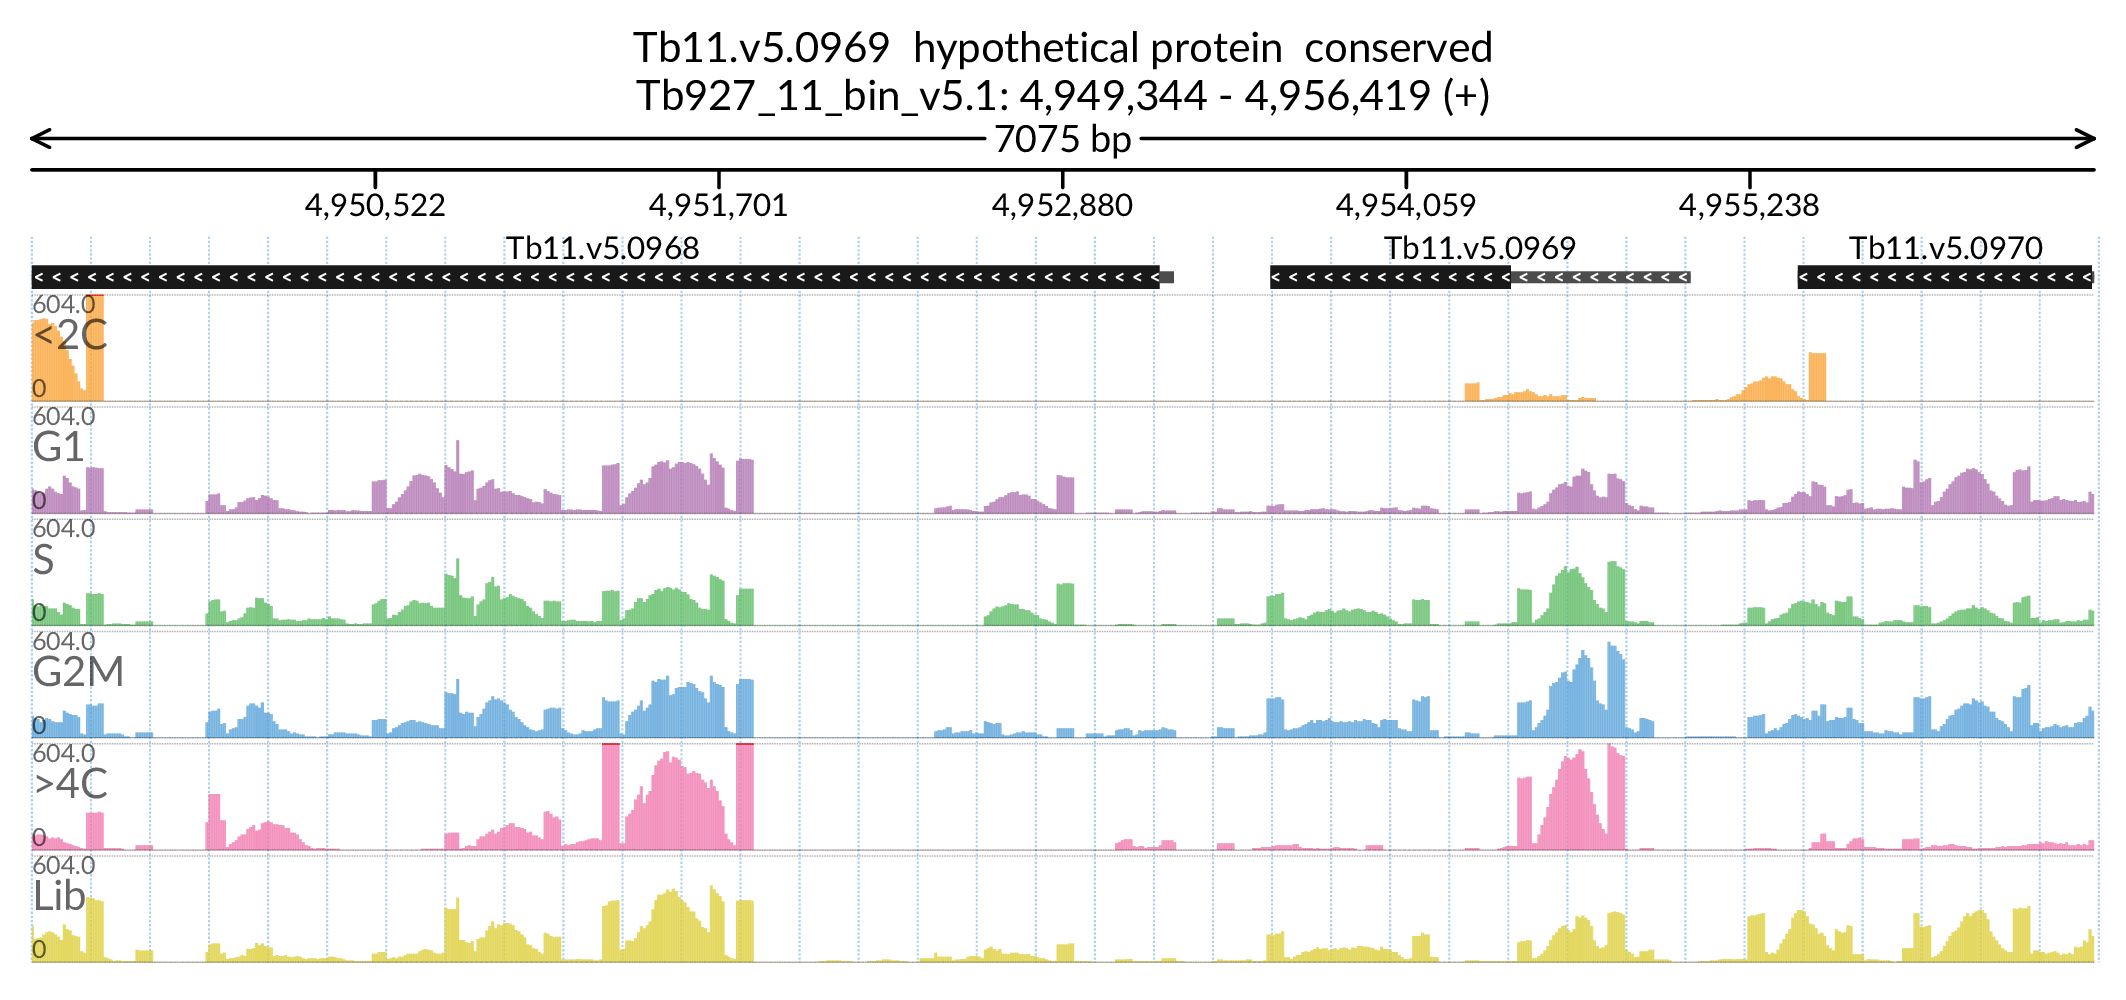 Tb11.v5.0969  hypothetical protein  conserved
Tb927_11_bin_v5.1: 4,949,344 - 4,956,419 (+)
7075 bp
4,950,522 4,951,701 4,952,880 4,954,059 4,955,238
Tb11.v5.0968 Tb11.v5.0969 Tb11.v5.0970
604.0
<2C
0
604.0
G1
0
604.0
S
0
604.0
G2M
0
604.0
>4C
0
604.0
Lib
0